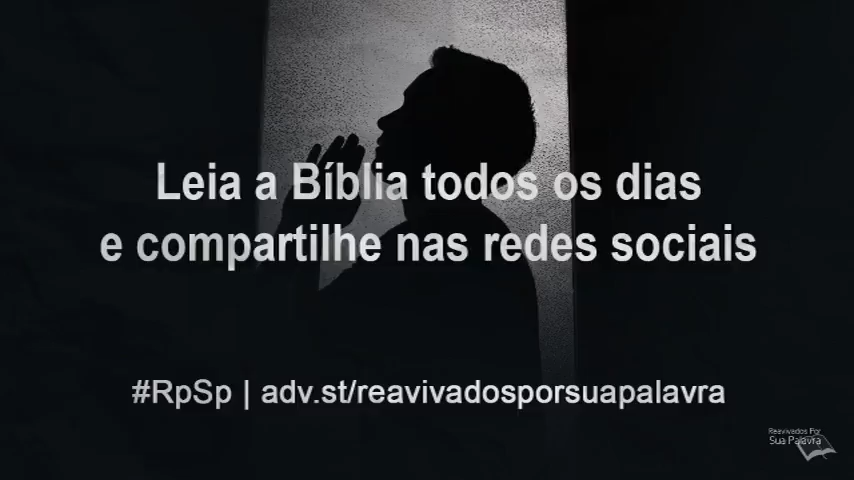 Leia a Bíblia todos os dias
e compartilhe nas redes sociais
#RpSp | adv.st/reavivadosporsuapalavra
Reavivados Por
Sua Palavra